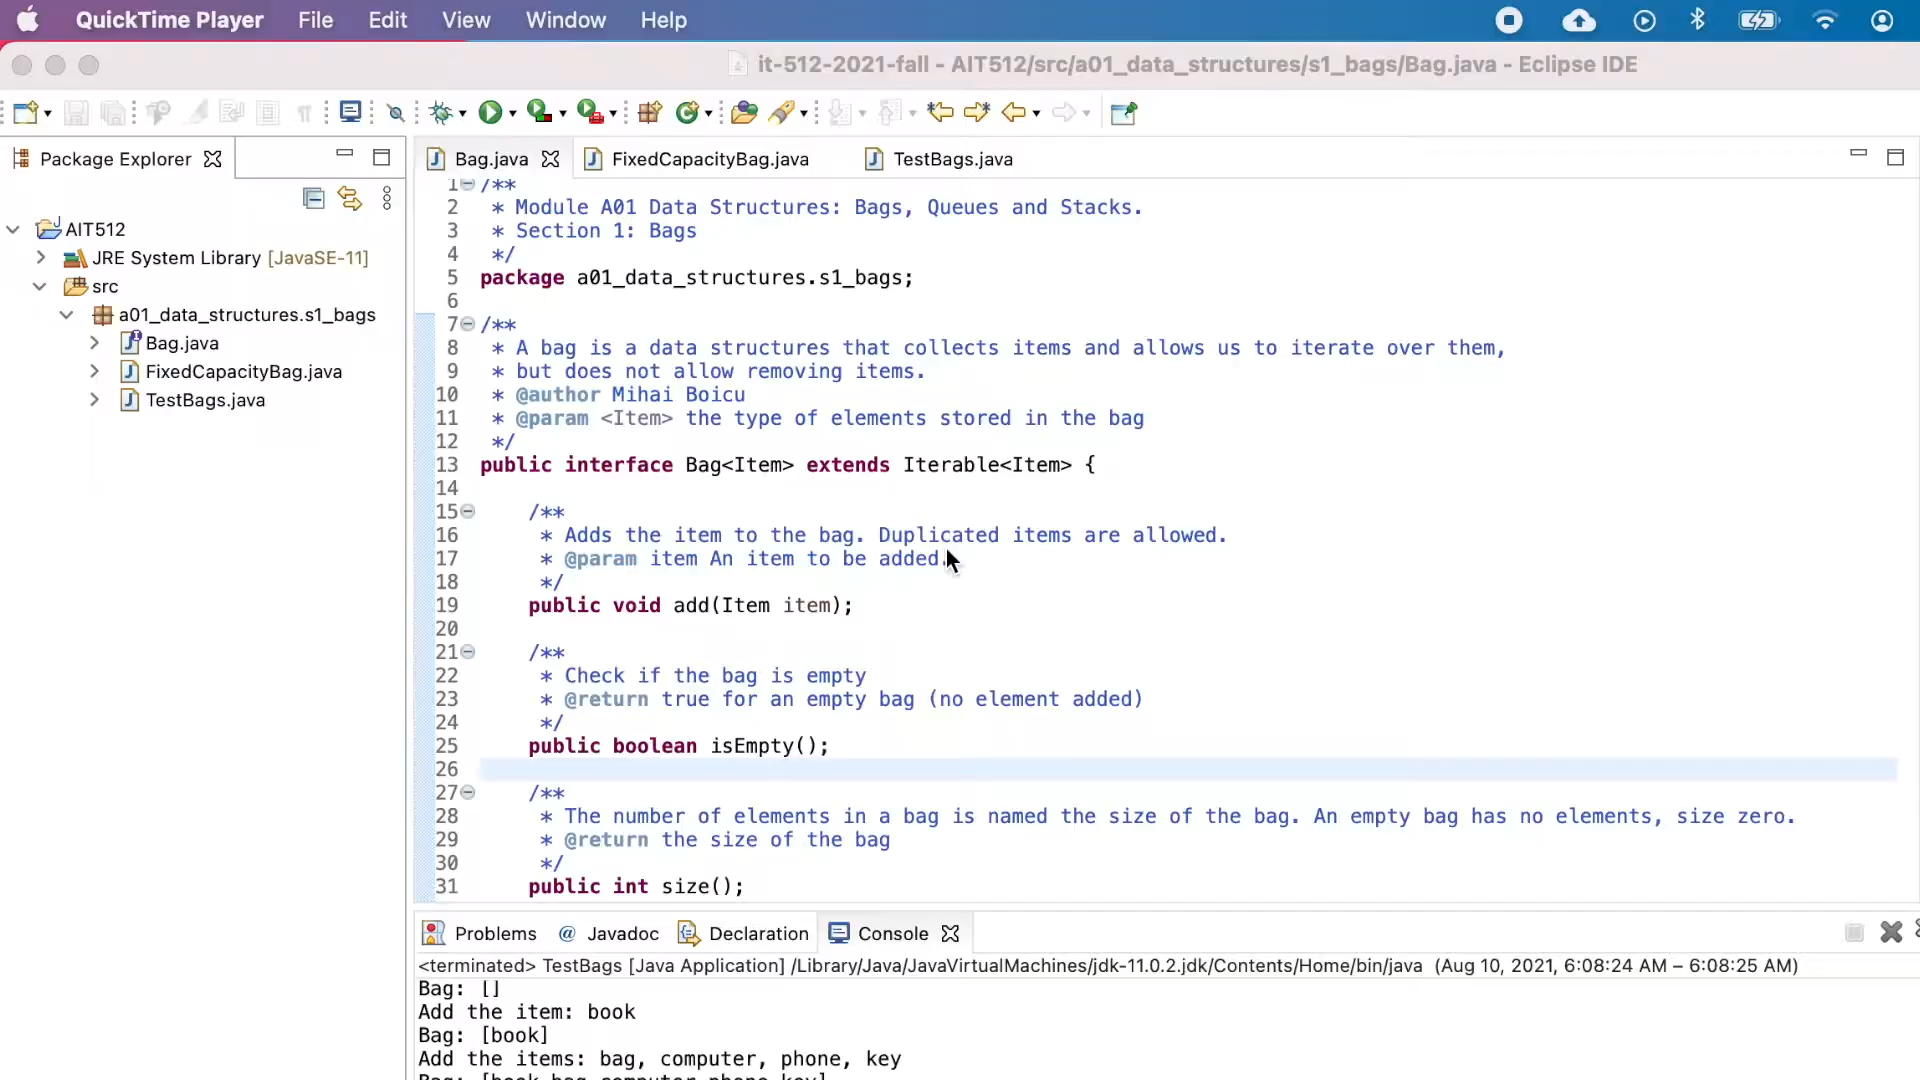 QuickTime Player File Edit View Window Help
it-512-2021-fall - AIT512/src/a01_data_structures/s1_bags/Bag.java - Eclipse IDE
Package Explorer
Bag.java FixedCapacityBag.java TestBags.java
AIT512
JRE System Library [JavaSE-11]
src
a01_data_structures.s1_bags
Bag.java
FixedCapacityBag.java
TestBags.java
1 /**
2 * Module A01 Data Structures: Bags, Queues and Stacks.
3 * Section 1: Bags
4 */
5 package a01_data_structures.s1_bags;
6
7 /**
8 * A bag is a data structures that collects items and allows us to iterate over them,
9 * but does not allow removing items.
10 * @author Mihai Boicu
11 * @param <Item> the type of elements stored in the bag
12 */
13 public interface Bag<Item> extends Iterable<Item> {
14
15 /**
16 * Adds the item to the bag. Duplicated items are allowed.
17 * @param item An item to be added.
18 */
19 public void add(Item item);
20
21 /**
22 * Check if the bag is empty
23 * @return true for an empty bag (no element added)
24 */
25 public boolean isEmpty();
26
27 /**
28 * The number of elements in a bag is named the size of the bag. An empty bag has no elements, size zero.
29 * @return the size of the bag
30 */
31 public int size();
Problems @ Javadoc Declaration Console
<terminated> TestBags [Java Application] /Library/Java/JavaVirtualMachines/jdk-11.0.2.jdk/Contents/Home/bin/java (Aug 10, 2021, 6:08:24 AM – 6:08:25 AM)
Bag: []
Add the item: book
Bag: [book]
Add the items: bag, computer, phone, key
Bag: [book bag computer phone key]